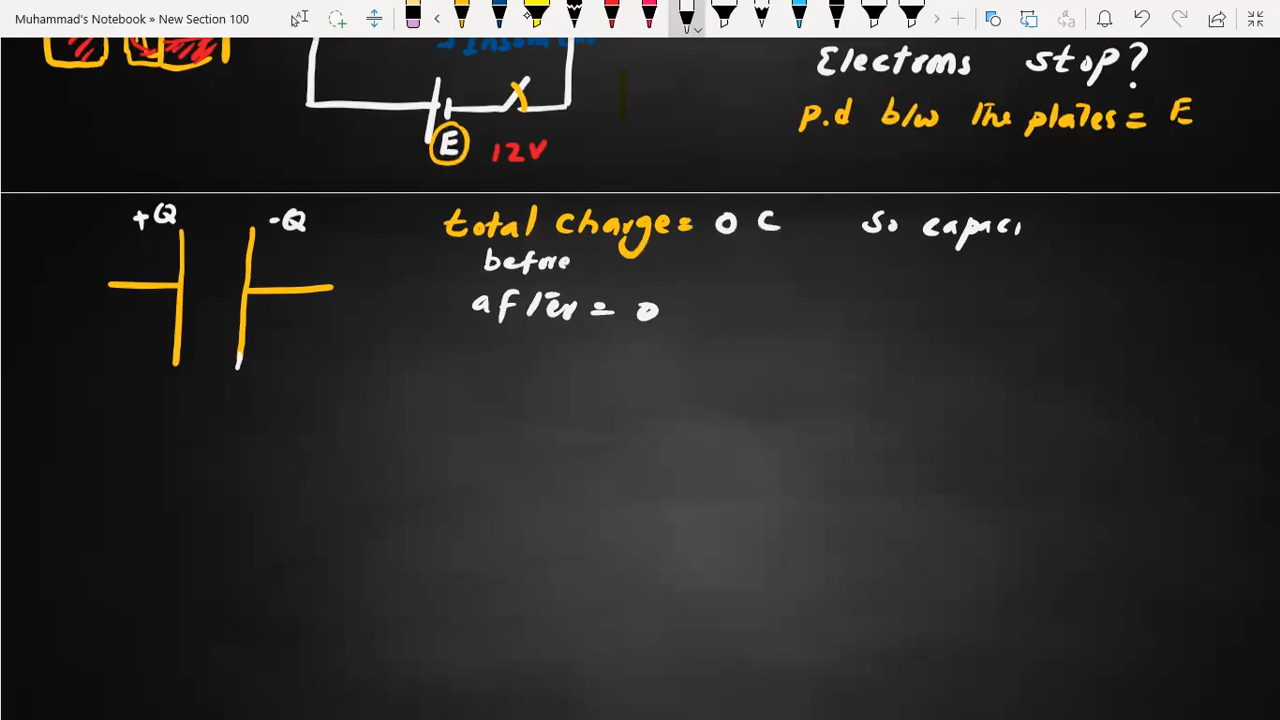 Muhammad's Notebook » New Section 100
Electrons stop?
p.d b/w the plates = E
E 12V
+Q -Q total charge = 0 C so capaci
before
after = 0